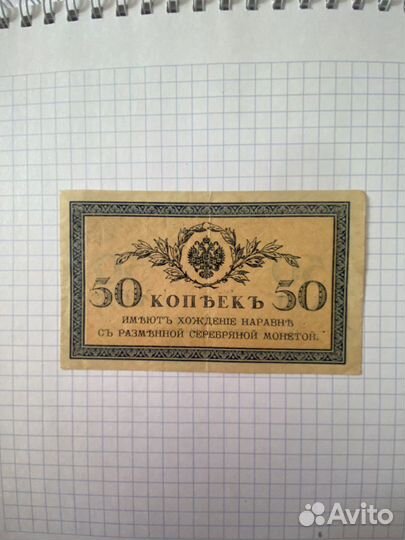 50 КОПѢЕКЪ 50
ИМѢЮТЪ ХОЖДЕНІЕ НАРАВНѢ
СЪ РАЗМѢННОЙ СЕРЕБРЯНОЙ МОНЕТОЙ.
Avito